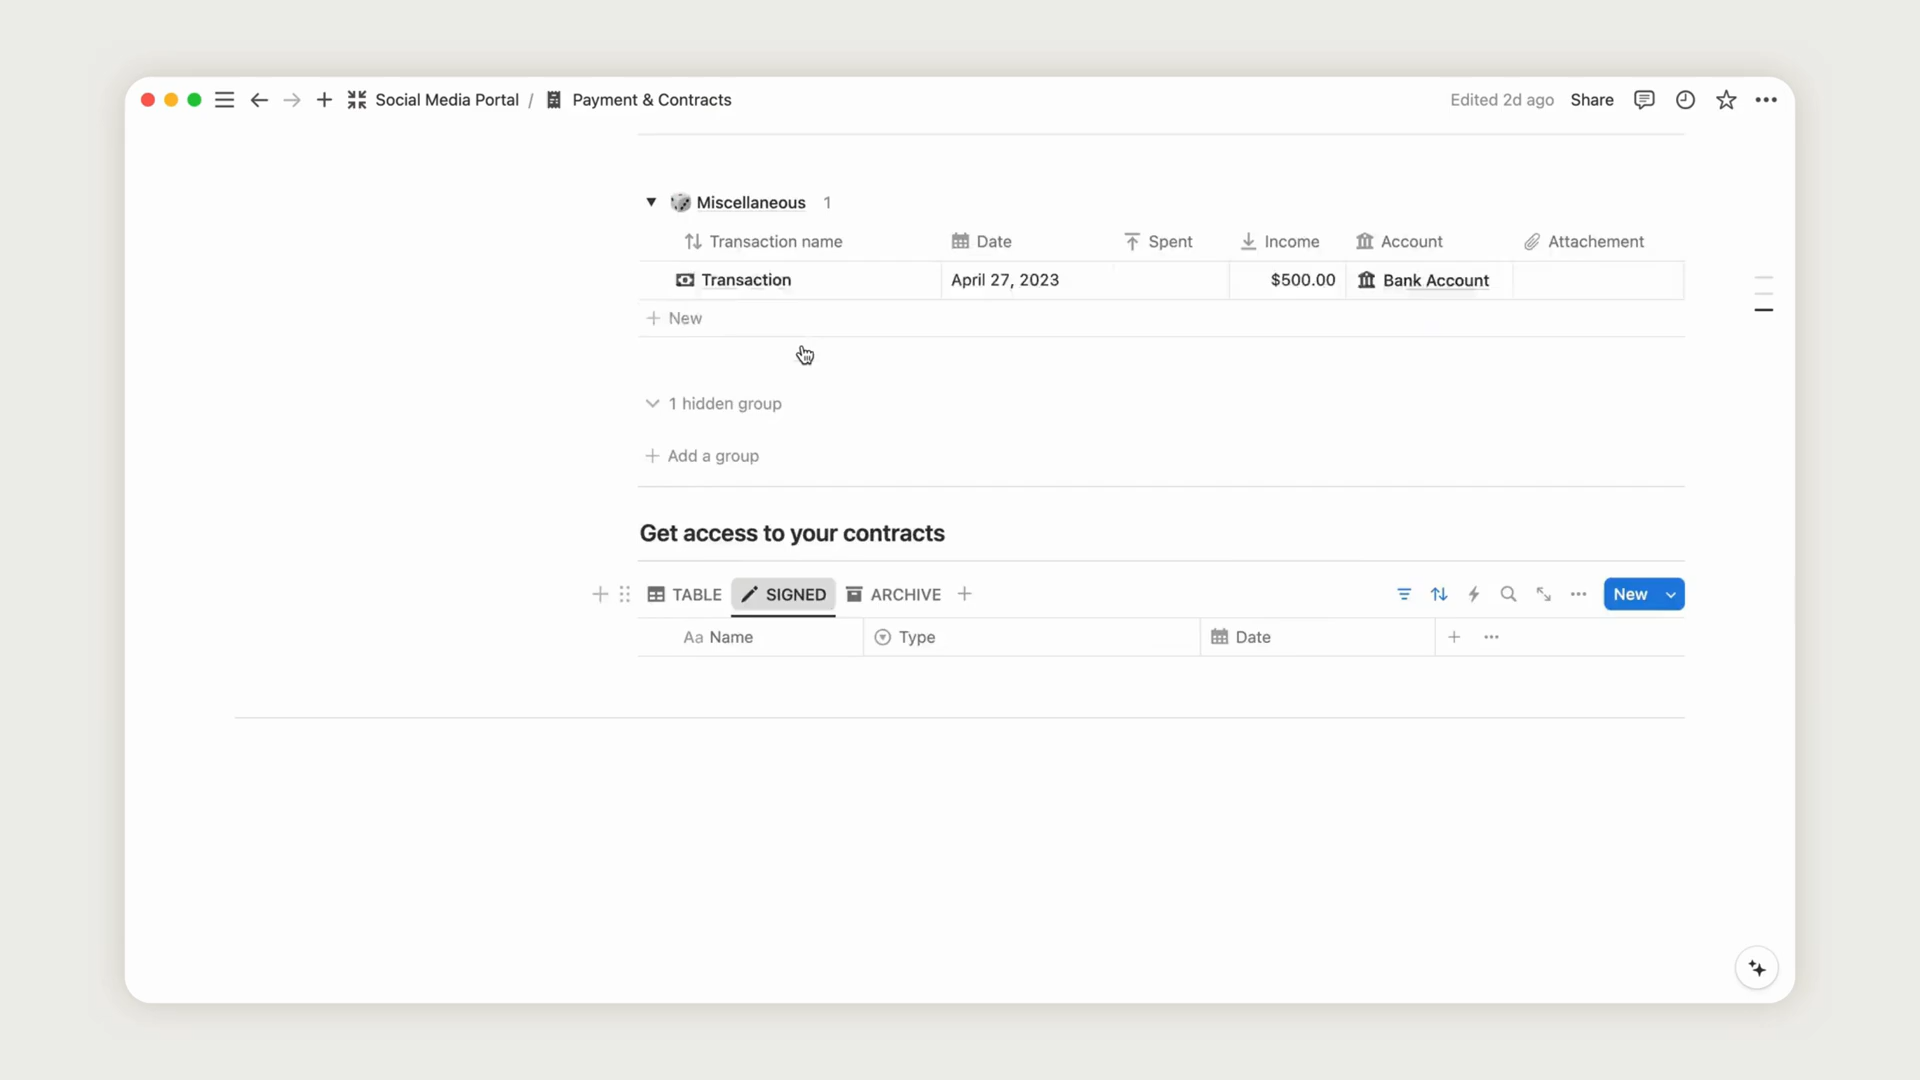 Social Media Portal / Payment & Contracts Edited 2d ago Share
Miscellaneous 1
Transaction name Date Spent Income Account Attachement
Transaction April 27, 2023 $500.00 Bank Account
New
1 hidden group
Add a group
Get access to your contracts
TABLE SIGNED ARCHIVE New
Aa Name Type Date